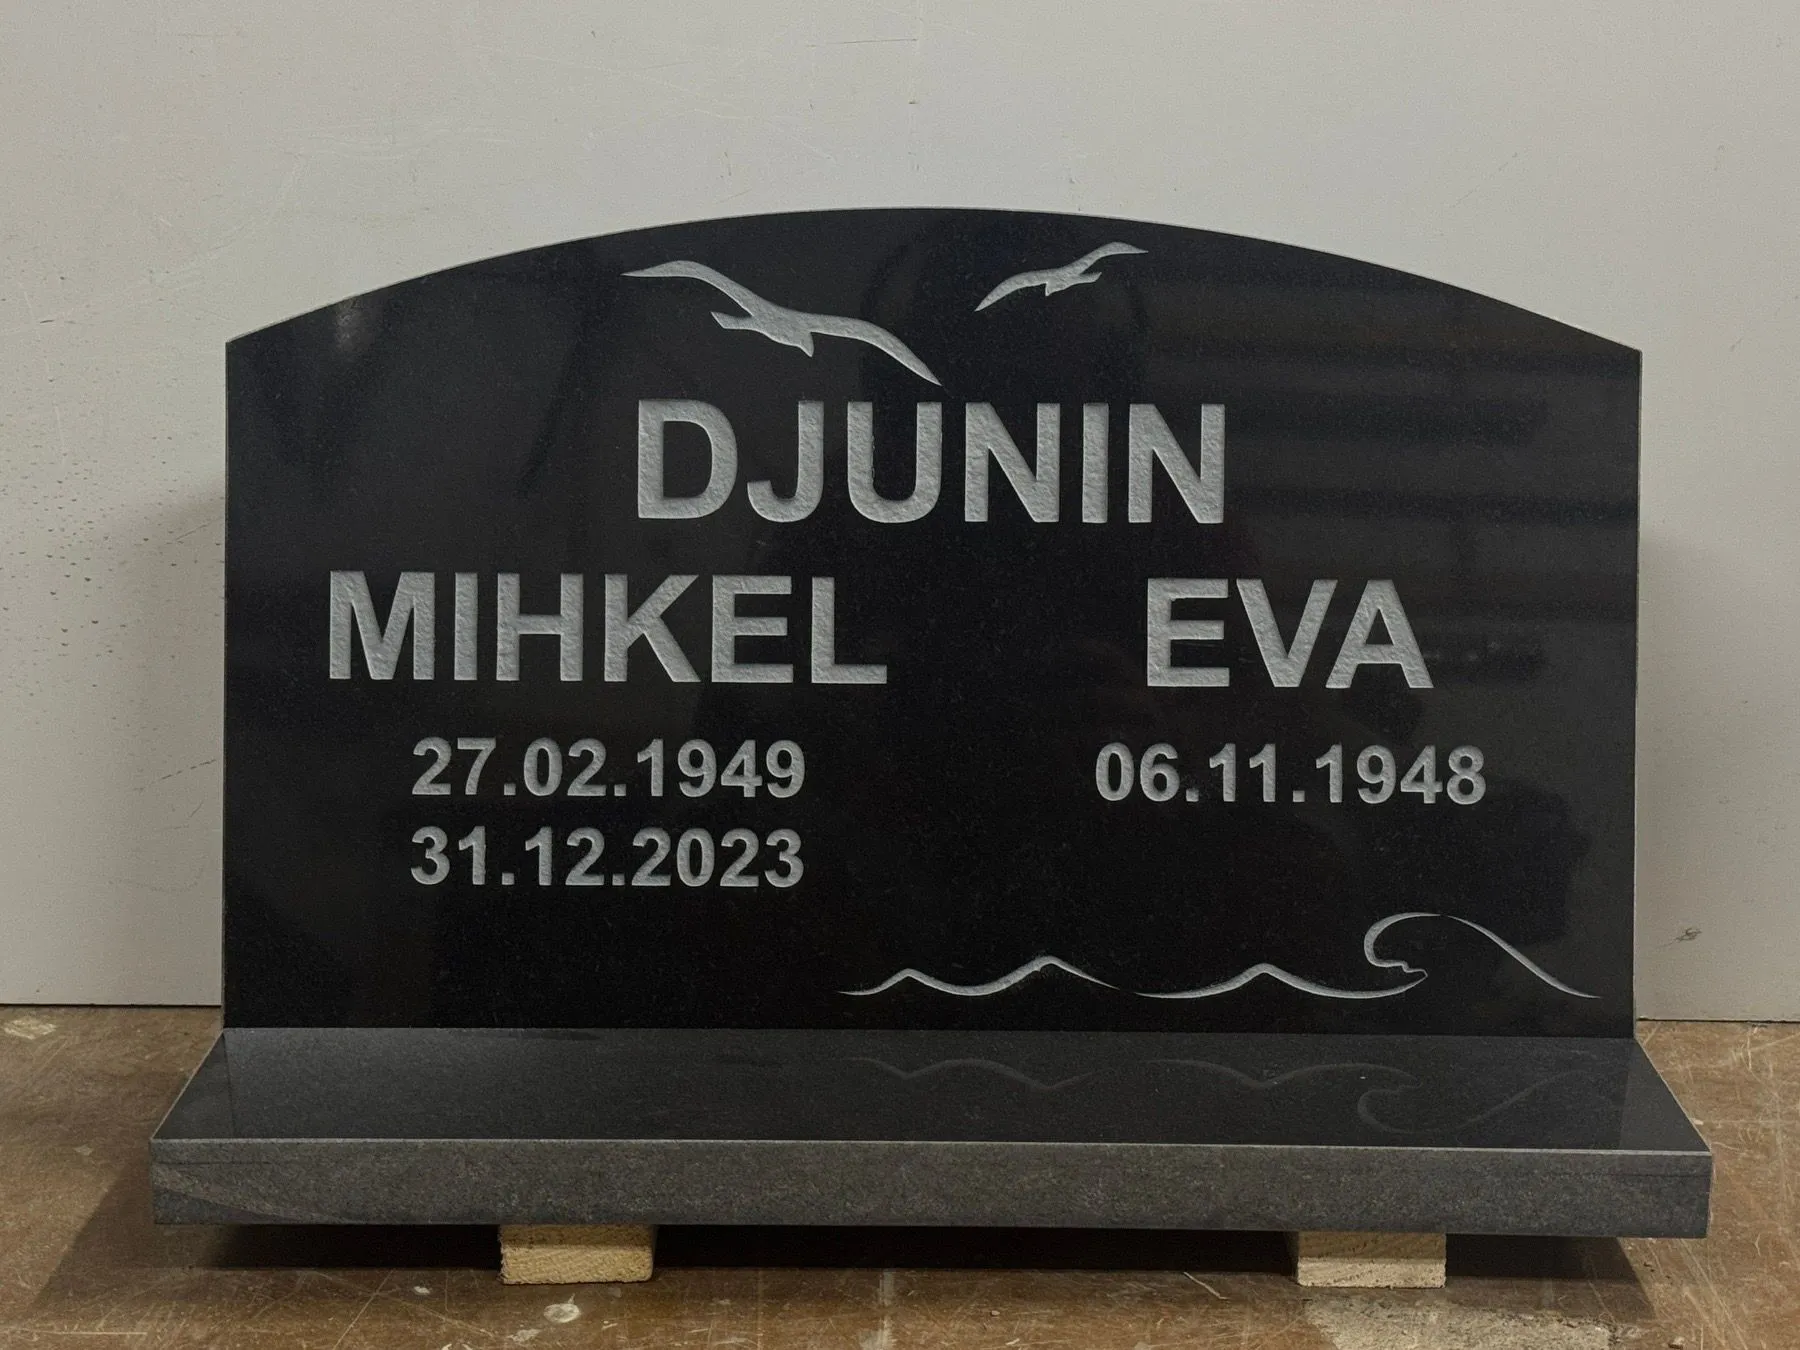 DJUNIN
MIHKEL EVA
27.02.1949 06.11.1948
31.12.2023